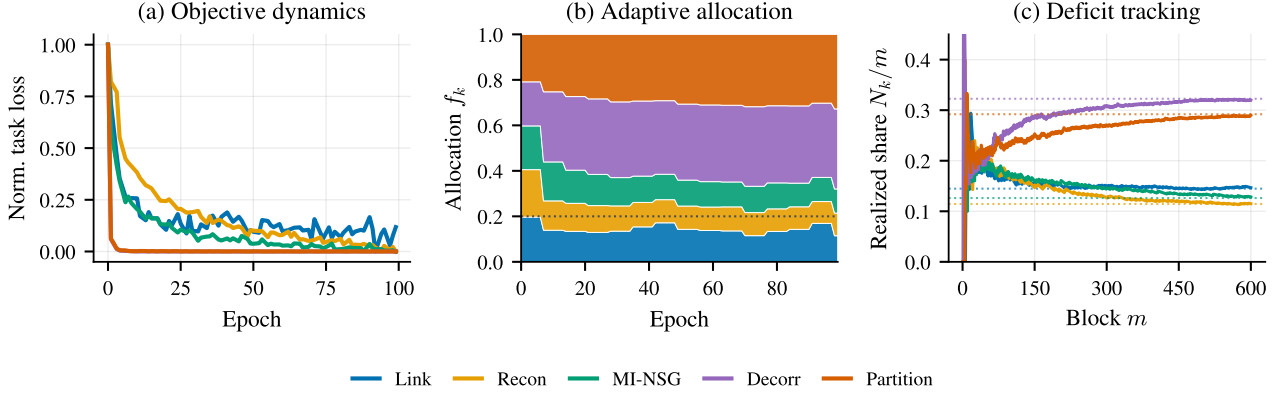 (a) Objective dynamics
Norm. task loss
1.00
0.75
0.50
0.25
0.00
0
25
50
75
100
Epoch
(b) Adaptive allocation
Allocation f_k
1.0
0.8
0.6
0.4
0.2
0.0
0
20
40
60
80
Epoch
(c) Deficit tracking
Realized share N_k/m
0.4
0.3
0.2
0.1
0.0
0
150
300
450
600
Block m
Link
Recon
MI-NSG
Decorr
Partition